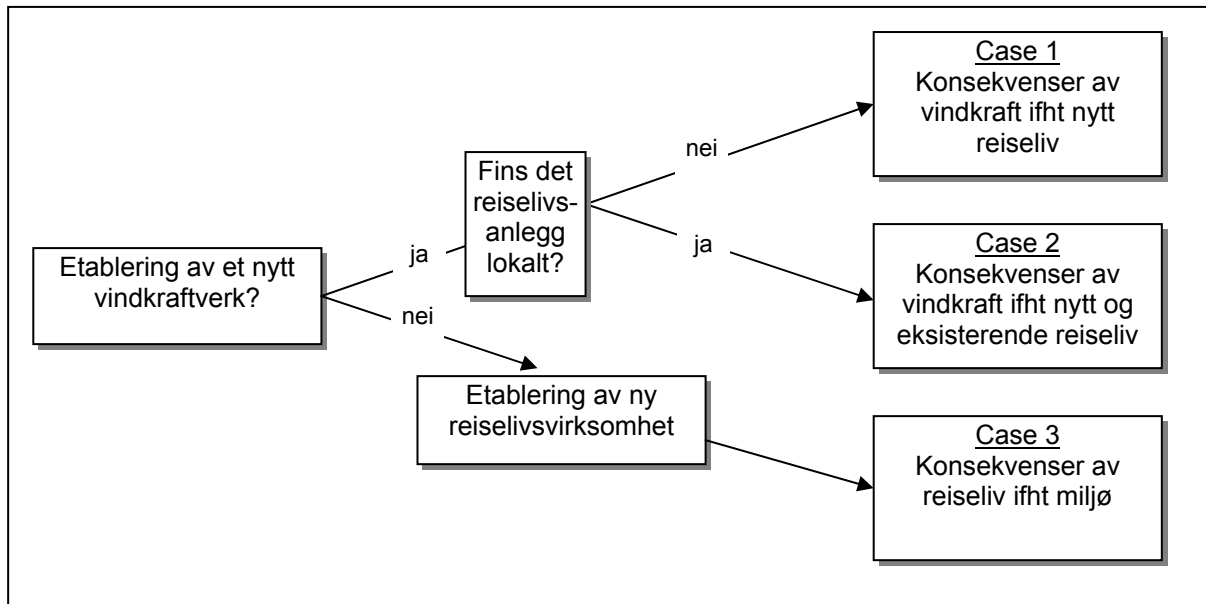 Etablering av et nytt
vindkraftverk?
ja
nei
Fins det
reiselivs-
anlegg
lokalt?
nei
ja
Etablering av ny
reiselivsvirksomhet
Case 1
Konsekvenser av
vindkraft ifht nytt
reiseliv
Case 2
Konsekvenser av
vindkraft ifht nytt og
eksisterende reiseliv
Case 3
Konsekvenser av
reiseliv ifht miljø